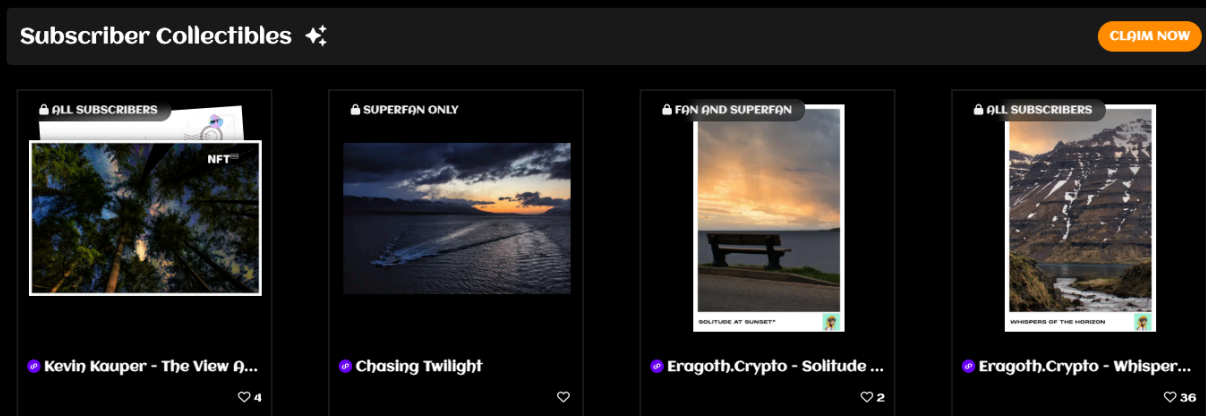 Subscriber Collectibles
CLAIM NOW
ALL SUBSCRIBERS
NFT
Kevin Kauper - The View A...
4
SUPERFAN ONLY
Chasing Twilight
FAN AND SUPERFAN
SOLITUDE AT SUNSET"
Eragoth.Crypto - Solitude ...
2
ALL SUBSCRIBERS
WHISPERS OF THE HORIZON
Eragoth.Crypto - Whisper...
36